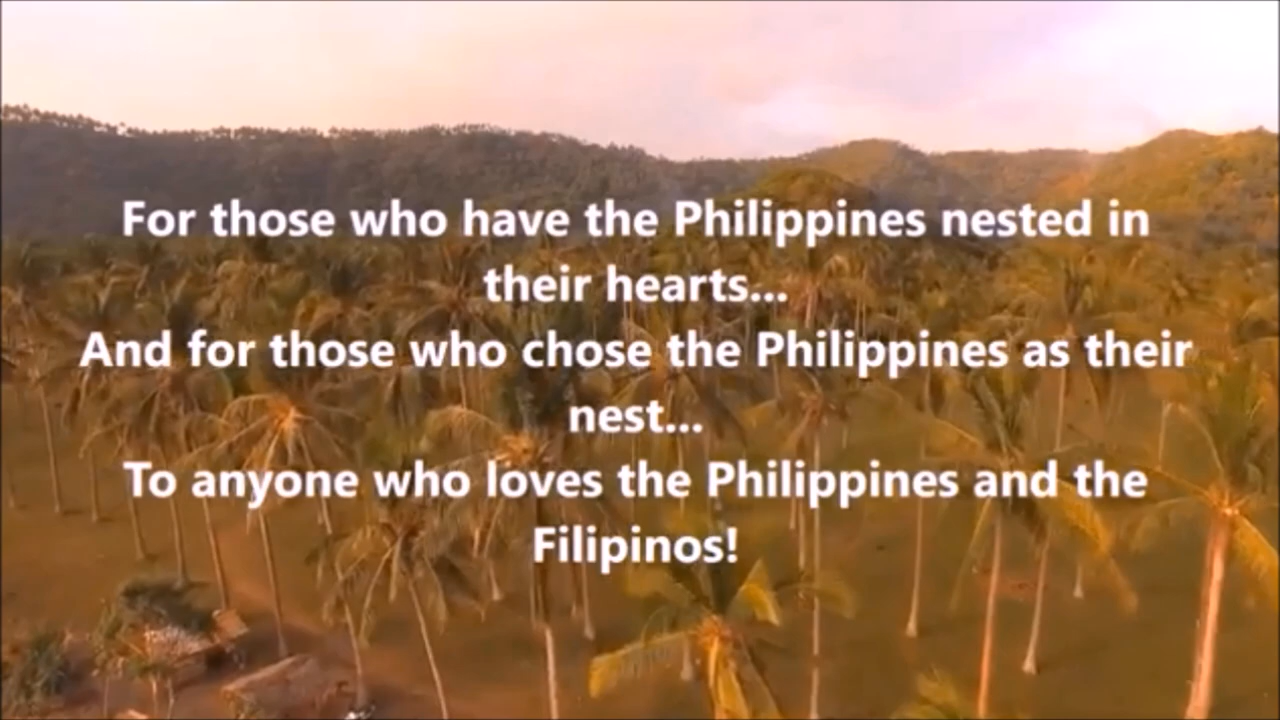 For those who have the Philippines nested in
their hearts...
And for those who chose the Philippines as their
nest...
To anyone who loves the Philippines and the
Filipinos!